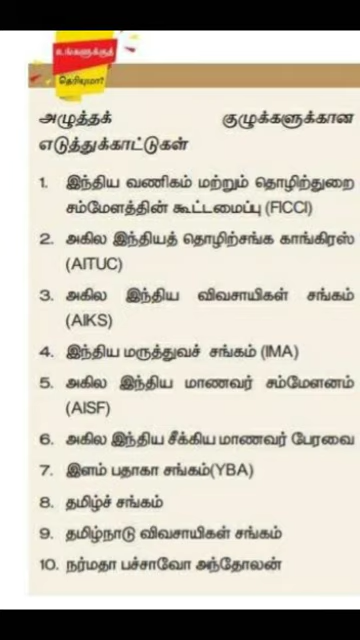 உங்களுக்குத்
தெரியுமா?
அழுத்தக் குழுக்களுக்கான
எடுத்துக்காட்டுகள்
1. இந்திய வணிகம் மற்றும் தொழிற்துறை
சம்மேளத்தின் கூட்டமைப்பு (FICCI)
2. அகில இந்தியத் தொழிற்சங்க காங்கிரஸ்
(AITUC)
3. அகில இந்திய விவசாயிகள் சங்கம்
(AIKS)
4. இந்திய மருத்துவச் சங்கம் (IMA)
5. அகில இந்திய மாணவர் சம்மேளனம்
(AISF)
6. அகில இந்திய சீக்கிய மாணவர் பேரவை
7. இளம் பதாகா சங்கம்(YBA)
8. தமிழ்ச் சங்கம்
9. தமிழ்நாடு விவசாயிகள் சங்கம்
10. நர்மதா பச்சாவோ அந்தோலன்